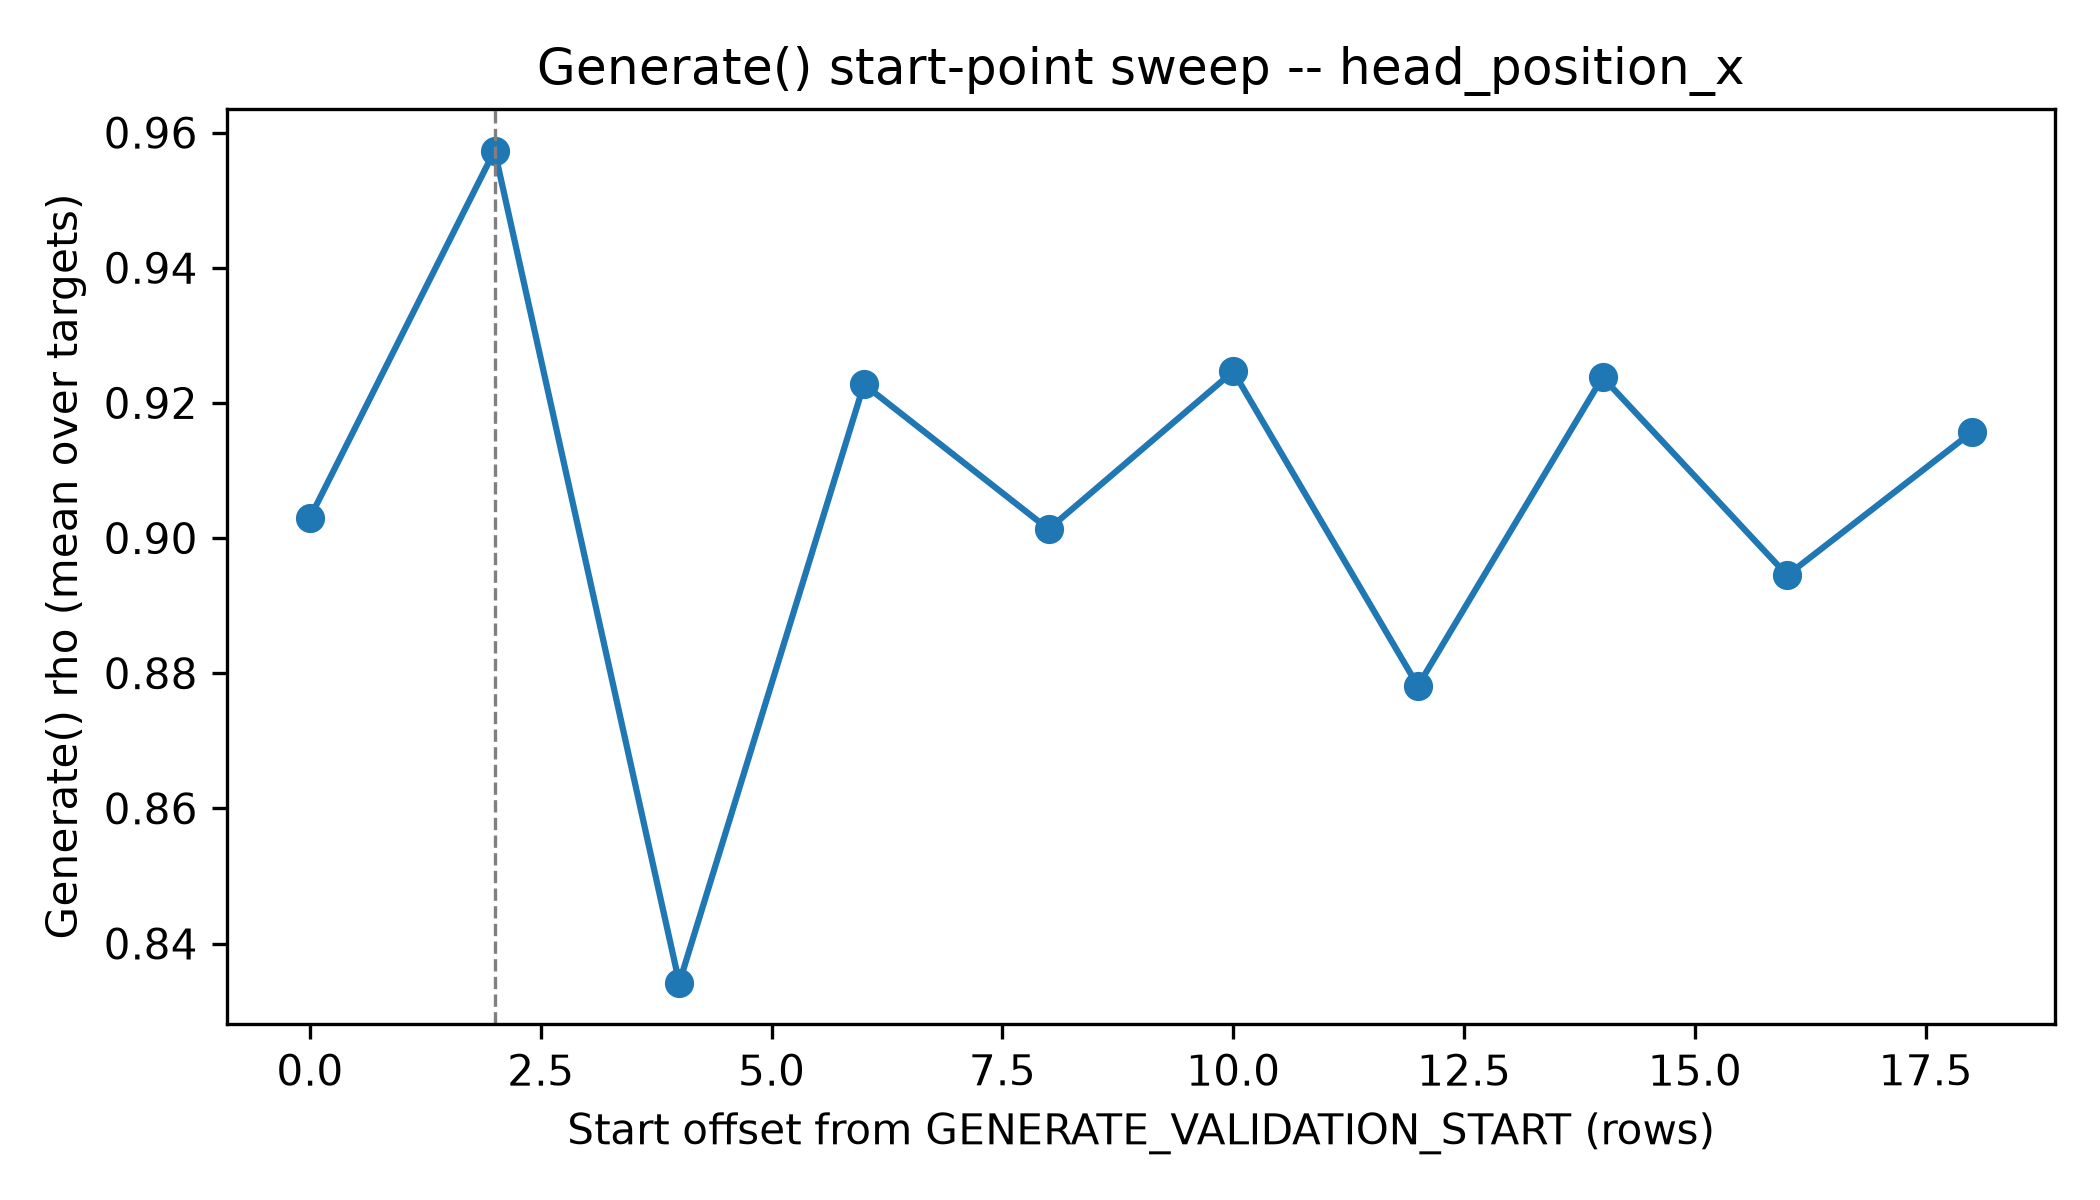 Generate() start-point sweep -- head_position_x
Generate() rho (mean over targets)
0.96
0.94
0.92
0.90
0.88
0.86
0.84
0.0 2.5 5.0 7.5 10.0 12.5 15.0 17.5
Start offset from GENERATE_VALIDATION_START (rows)